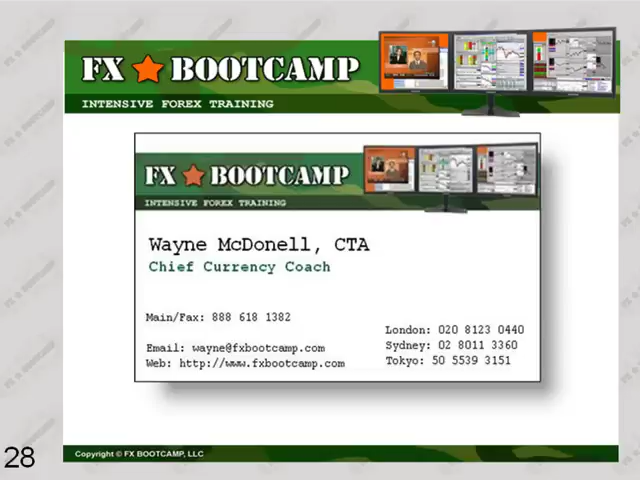 FX BOOTCAMP
INTENSIVE FOREX TRAINING
FX BOOTCAMP
INTENSIVE FOREX TRAINING
Wayne McDonell, CTA
Chief Currency Coach
Main/Fax: 888 618 1382
Email: wayne@fxbootcamp.com
Web: http://www.fxbootcamp.com
London: 020 8123 0440
Sydney: 02 8011 3360
Tokyo: 50 5539 3151
28
Copyright © FX BOOTCAMP, LLC